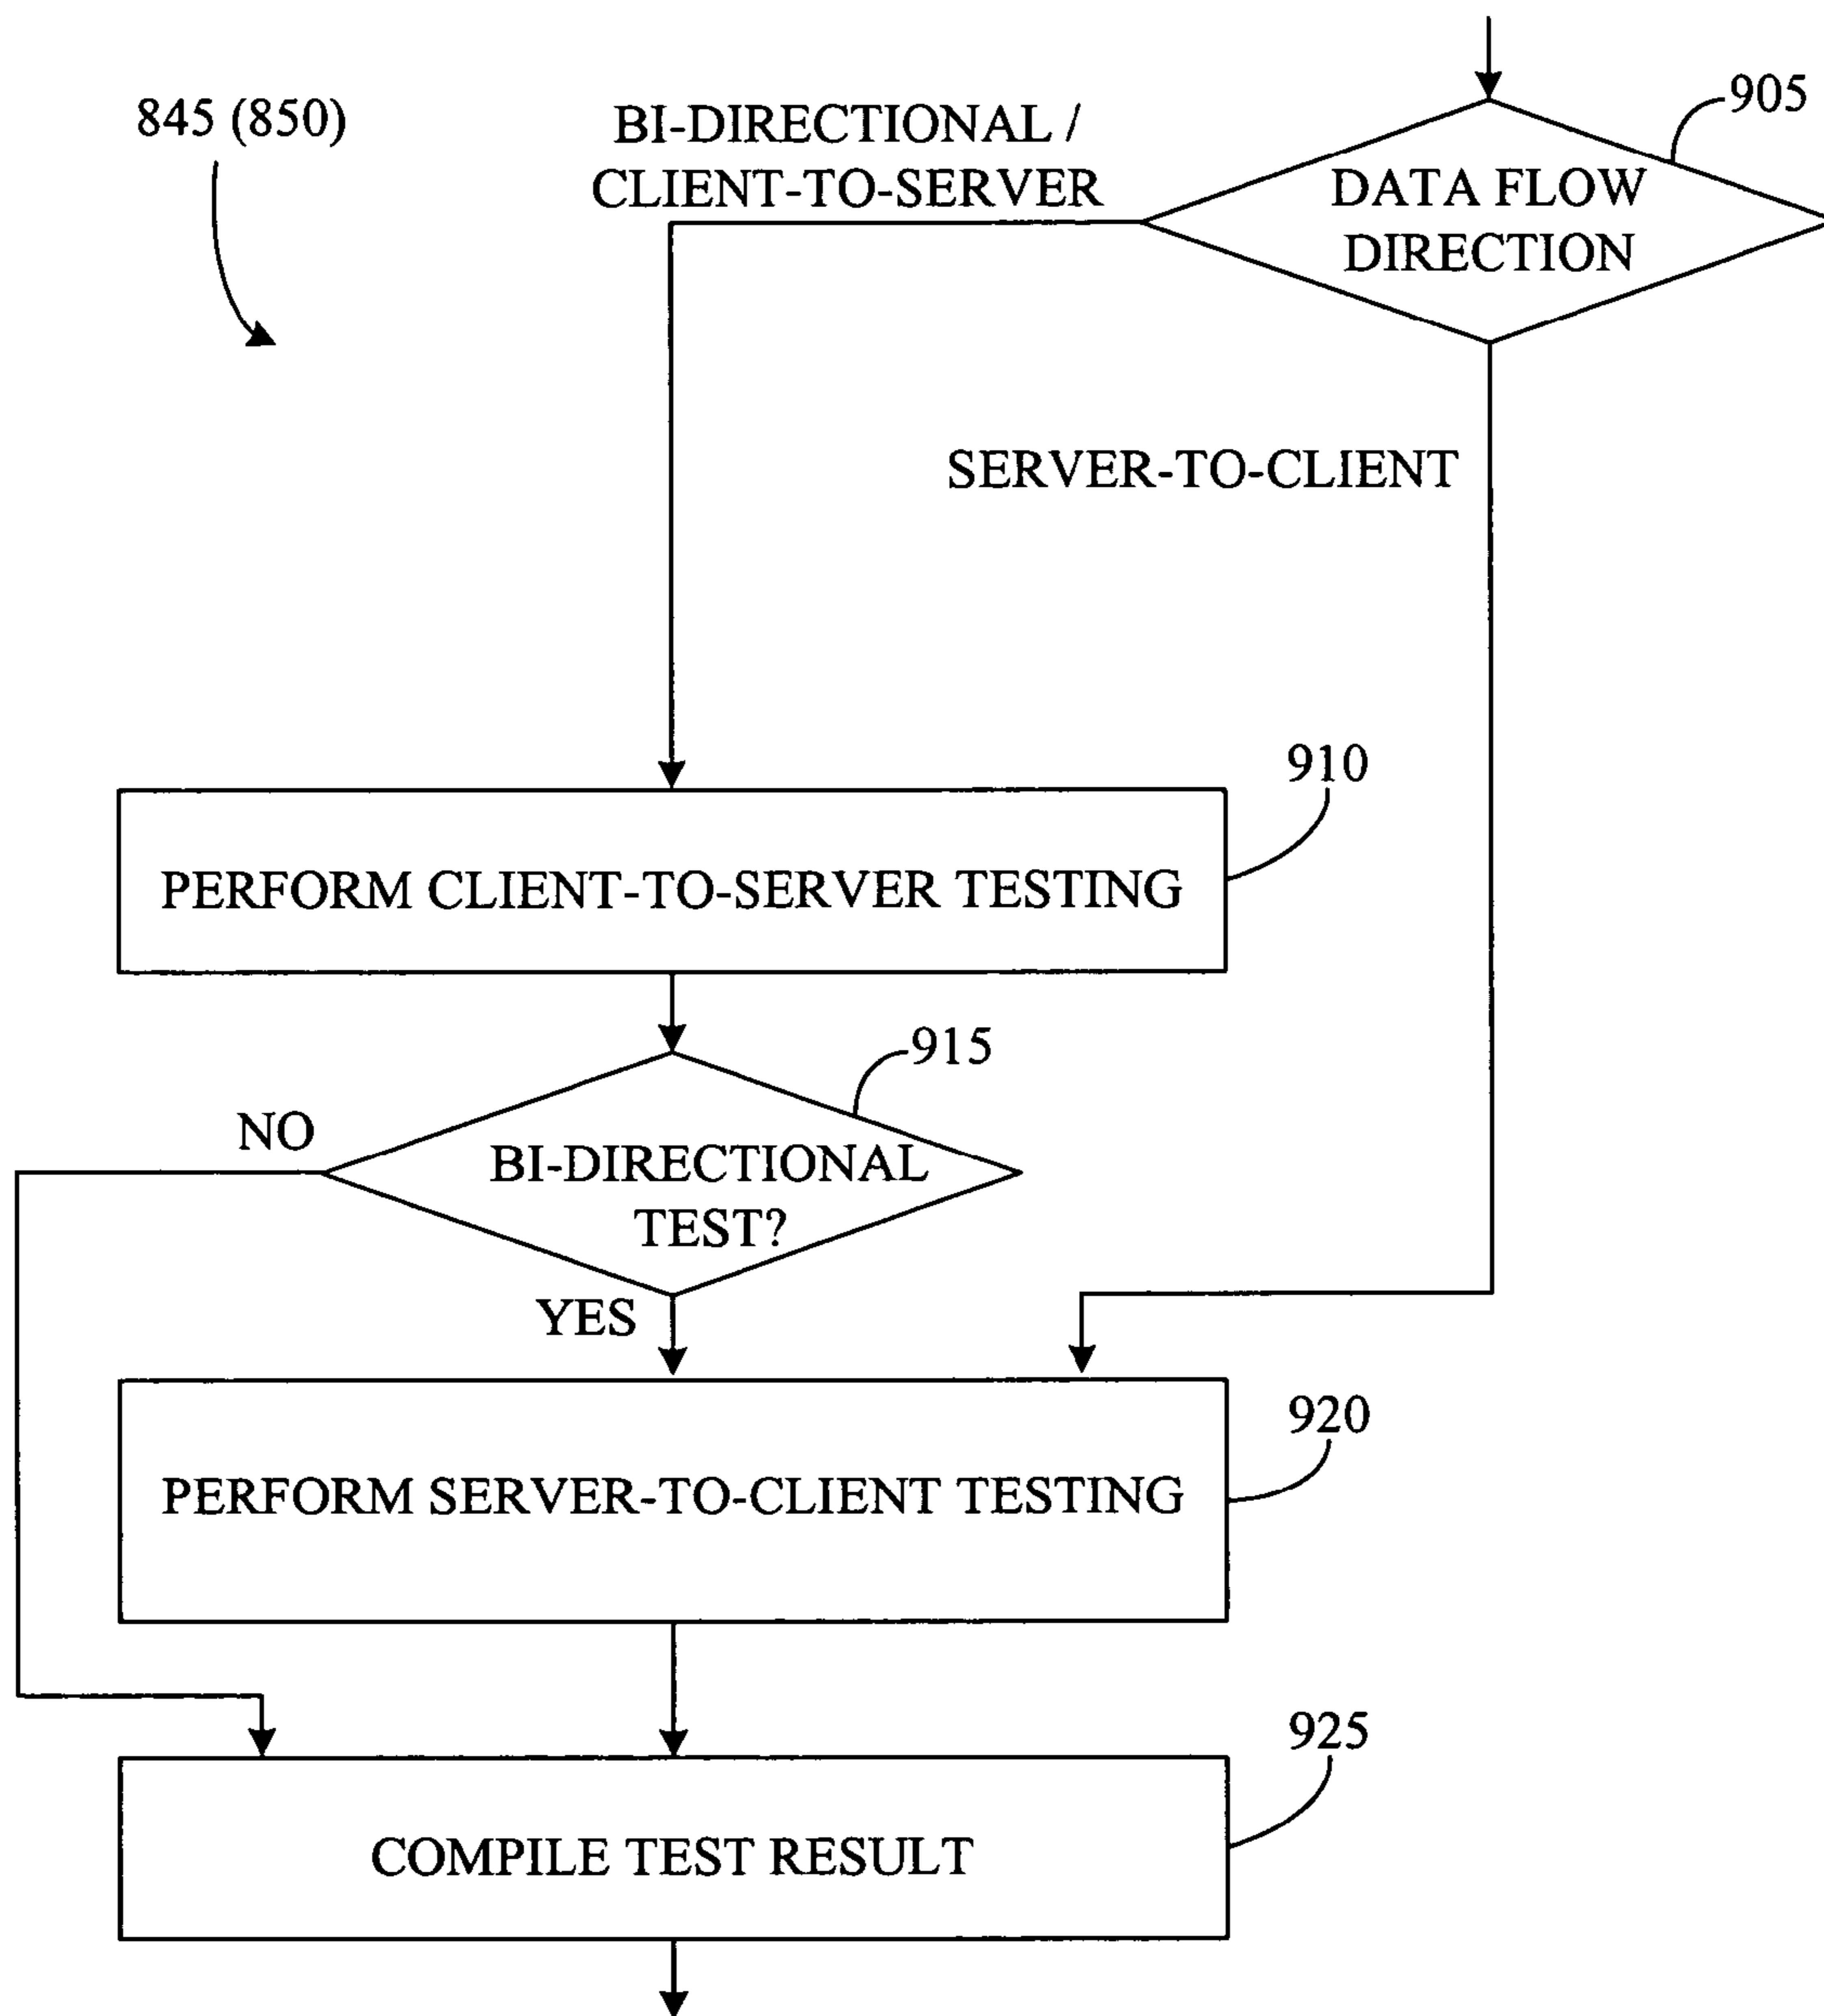 845 (850)
BI-DIRECTIONAL /
CLIENT-TO-SERVER
905
DATA FLOW
DIRECTION
SERVER-TO-CLIENT
910
PERFORM CLIENT-TO-SERVER TESTING
915
NO
BI-DIRECTIONAL
TEST?
YES
920
PERFORM SERVER-TO-CLIENT TESTING
925
COMPILE TEST RESULT